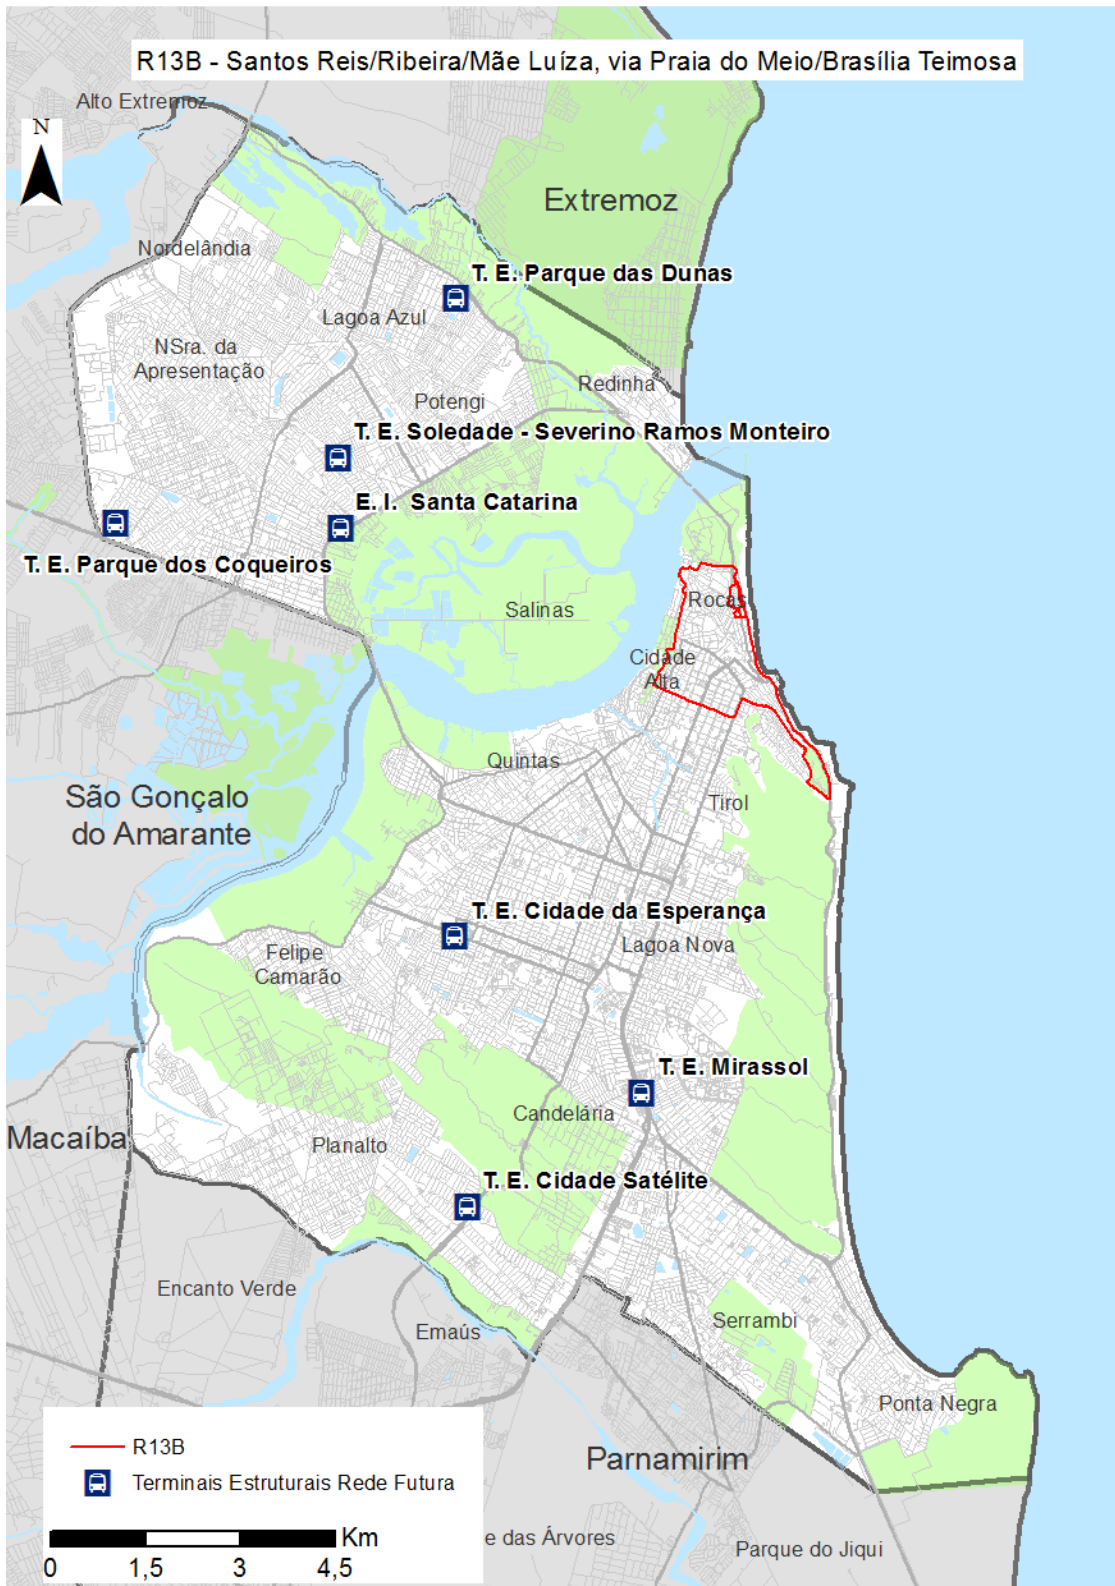 R13B - Santos Reis/Ribeira/Mãe Luíza, via Praia do Meio/Brasília Teimosa
Alto Extremoz
N
Extremoz
Nordelândia
T. E. Parque das Dunas
Lagoa Azul
NSra. da
Apresentação
Redinha
Potengi
T. E. Soledade - Severino Ramos Monteiro
E. I. Santa Catarina
T. E. Parque dos Coqueiros
Rocas
Salinas
Cidade
Alta
Quintas
São Gonçalo
do Amarante
Tirol
T. E. Cidade da Esperança
Lagoa Nova
Felipe
Camarão
T. E. Mirassol
Candelária
Macaíba
Planalto
T. E. Cidade Satélite
Encanto Verde
Emaús
Serrambi
Ponta Negra
R13B
Parnamirim
Terminais Estruturais Rede Futura
Km
e das Árvores
Parque do Jiqui
0 1,5 3 4,5